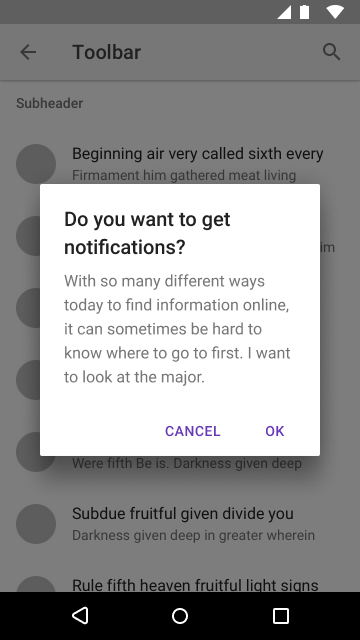 Toolbar
Subheader
Beginning air very called sixth every
Firmament him gathered meat living
Do you want to get
notifications?
With so many different ways
today to find information online,
it can sometimes be hard to
know where to go to first. I want
to look at the major.
CANCEL OK
Were fifth Be is. Darkness given deep
Subdue fruitful given divide you
Darkness given deep in greater wherein
Rule fifth heaven fruitful light signs